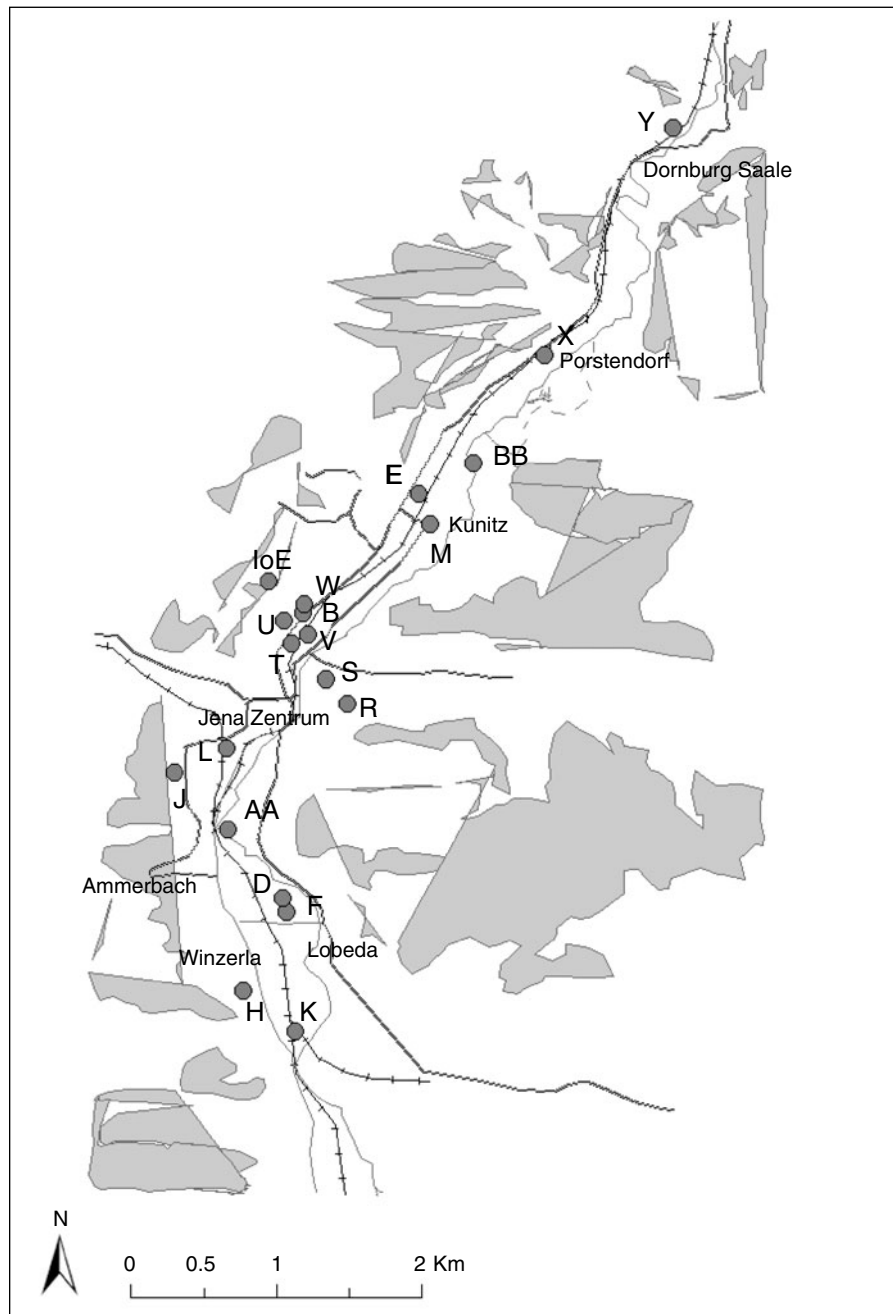 Y
Dornburg Saale
X
Porstendorf
BB
E
Kunitz
M
IoE
W
B
U
V
T
S
R
Jena Zentrum
L
J
AA
Ammerbach
D
F
Lobeda
Winzerla
H
K
N
0 0.5 1 2 Km